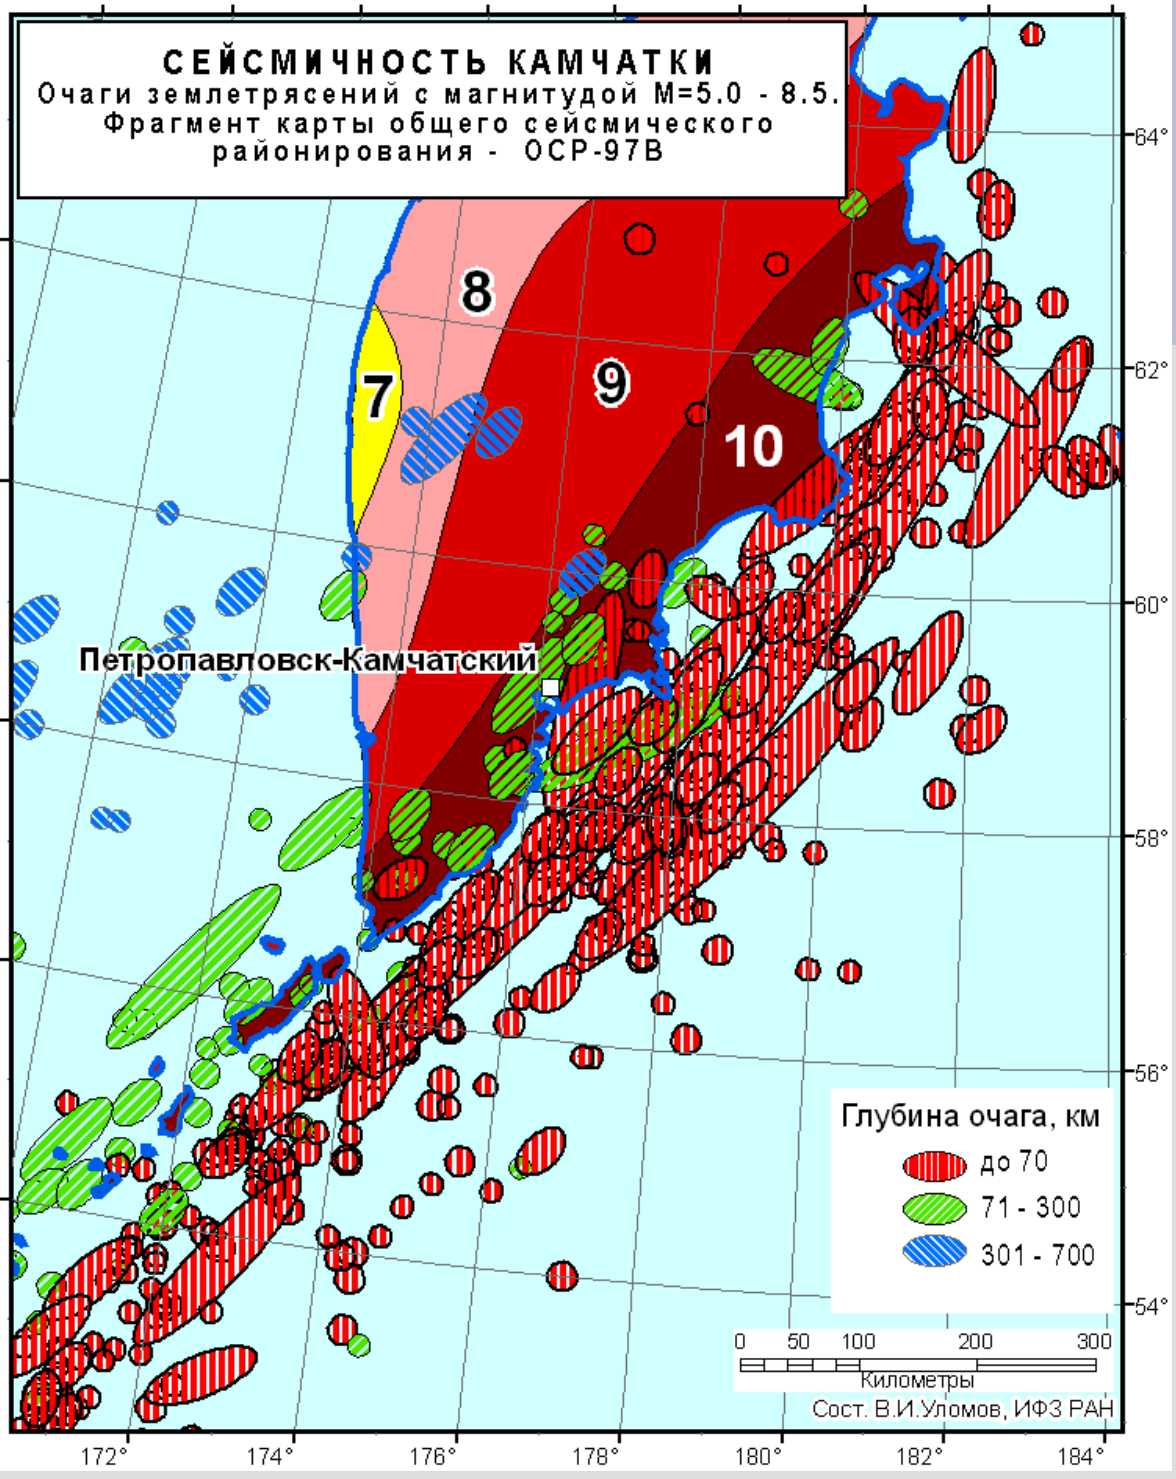 СЕЙСМИЧНОСТЬ КАМЧАТКИ
Очаги землетрясений с магнитудой М=5.0 - 8.5.
Фрагмент карты общего сейсмического
районирования - ОСР-97В
64°
8
7
9
62°
10
60°
Петропавловск-Камчатский
58°
56°
Глубина очага, км
до 70
71 - 300
301 - 700
54°
0 50 100 200 300
Километры
Сост. В.И.Уломов, ИФЗ РАН
172° 174° 176° 178° 180° 182° 184°